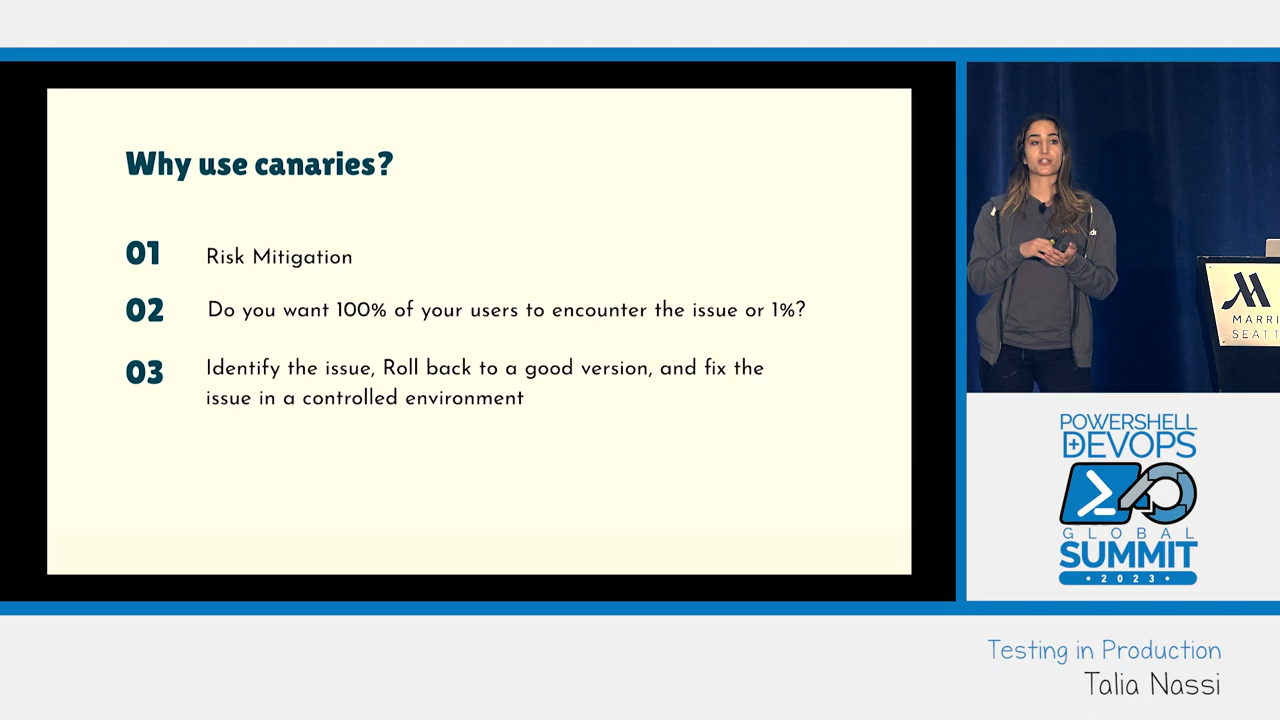 Why use canaries?
01 Risk Mitigation
02 Do you want 100% of your users to encounter the issue or 1%?
03 Identify the issue, Roll back to a good version, and fix the
issue in a controlled environment
MARRI
SEATT
POWERSHELL
+DEVOPS
GLOBAL
SUMMIT
• 2023 •
Testing in Production
Talia Nassi